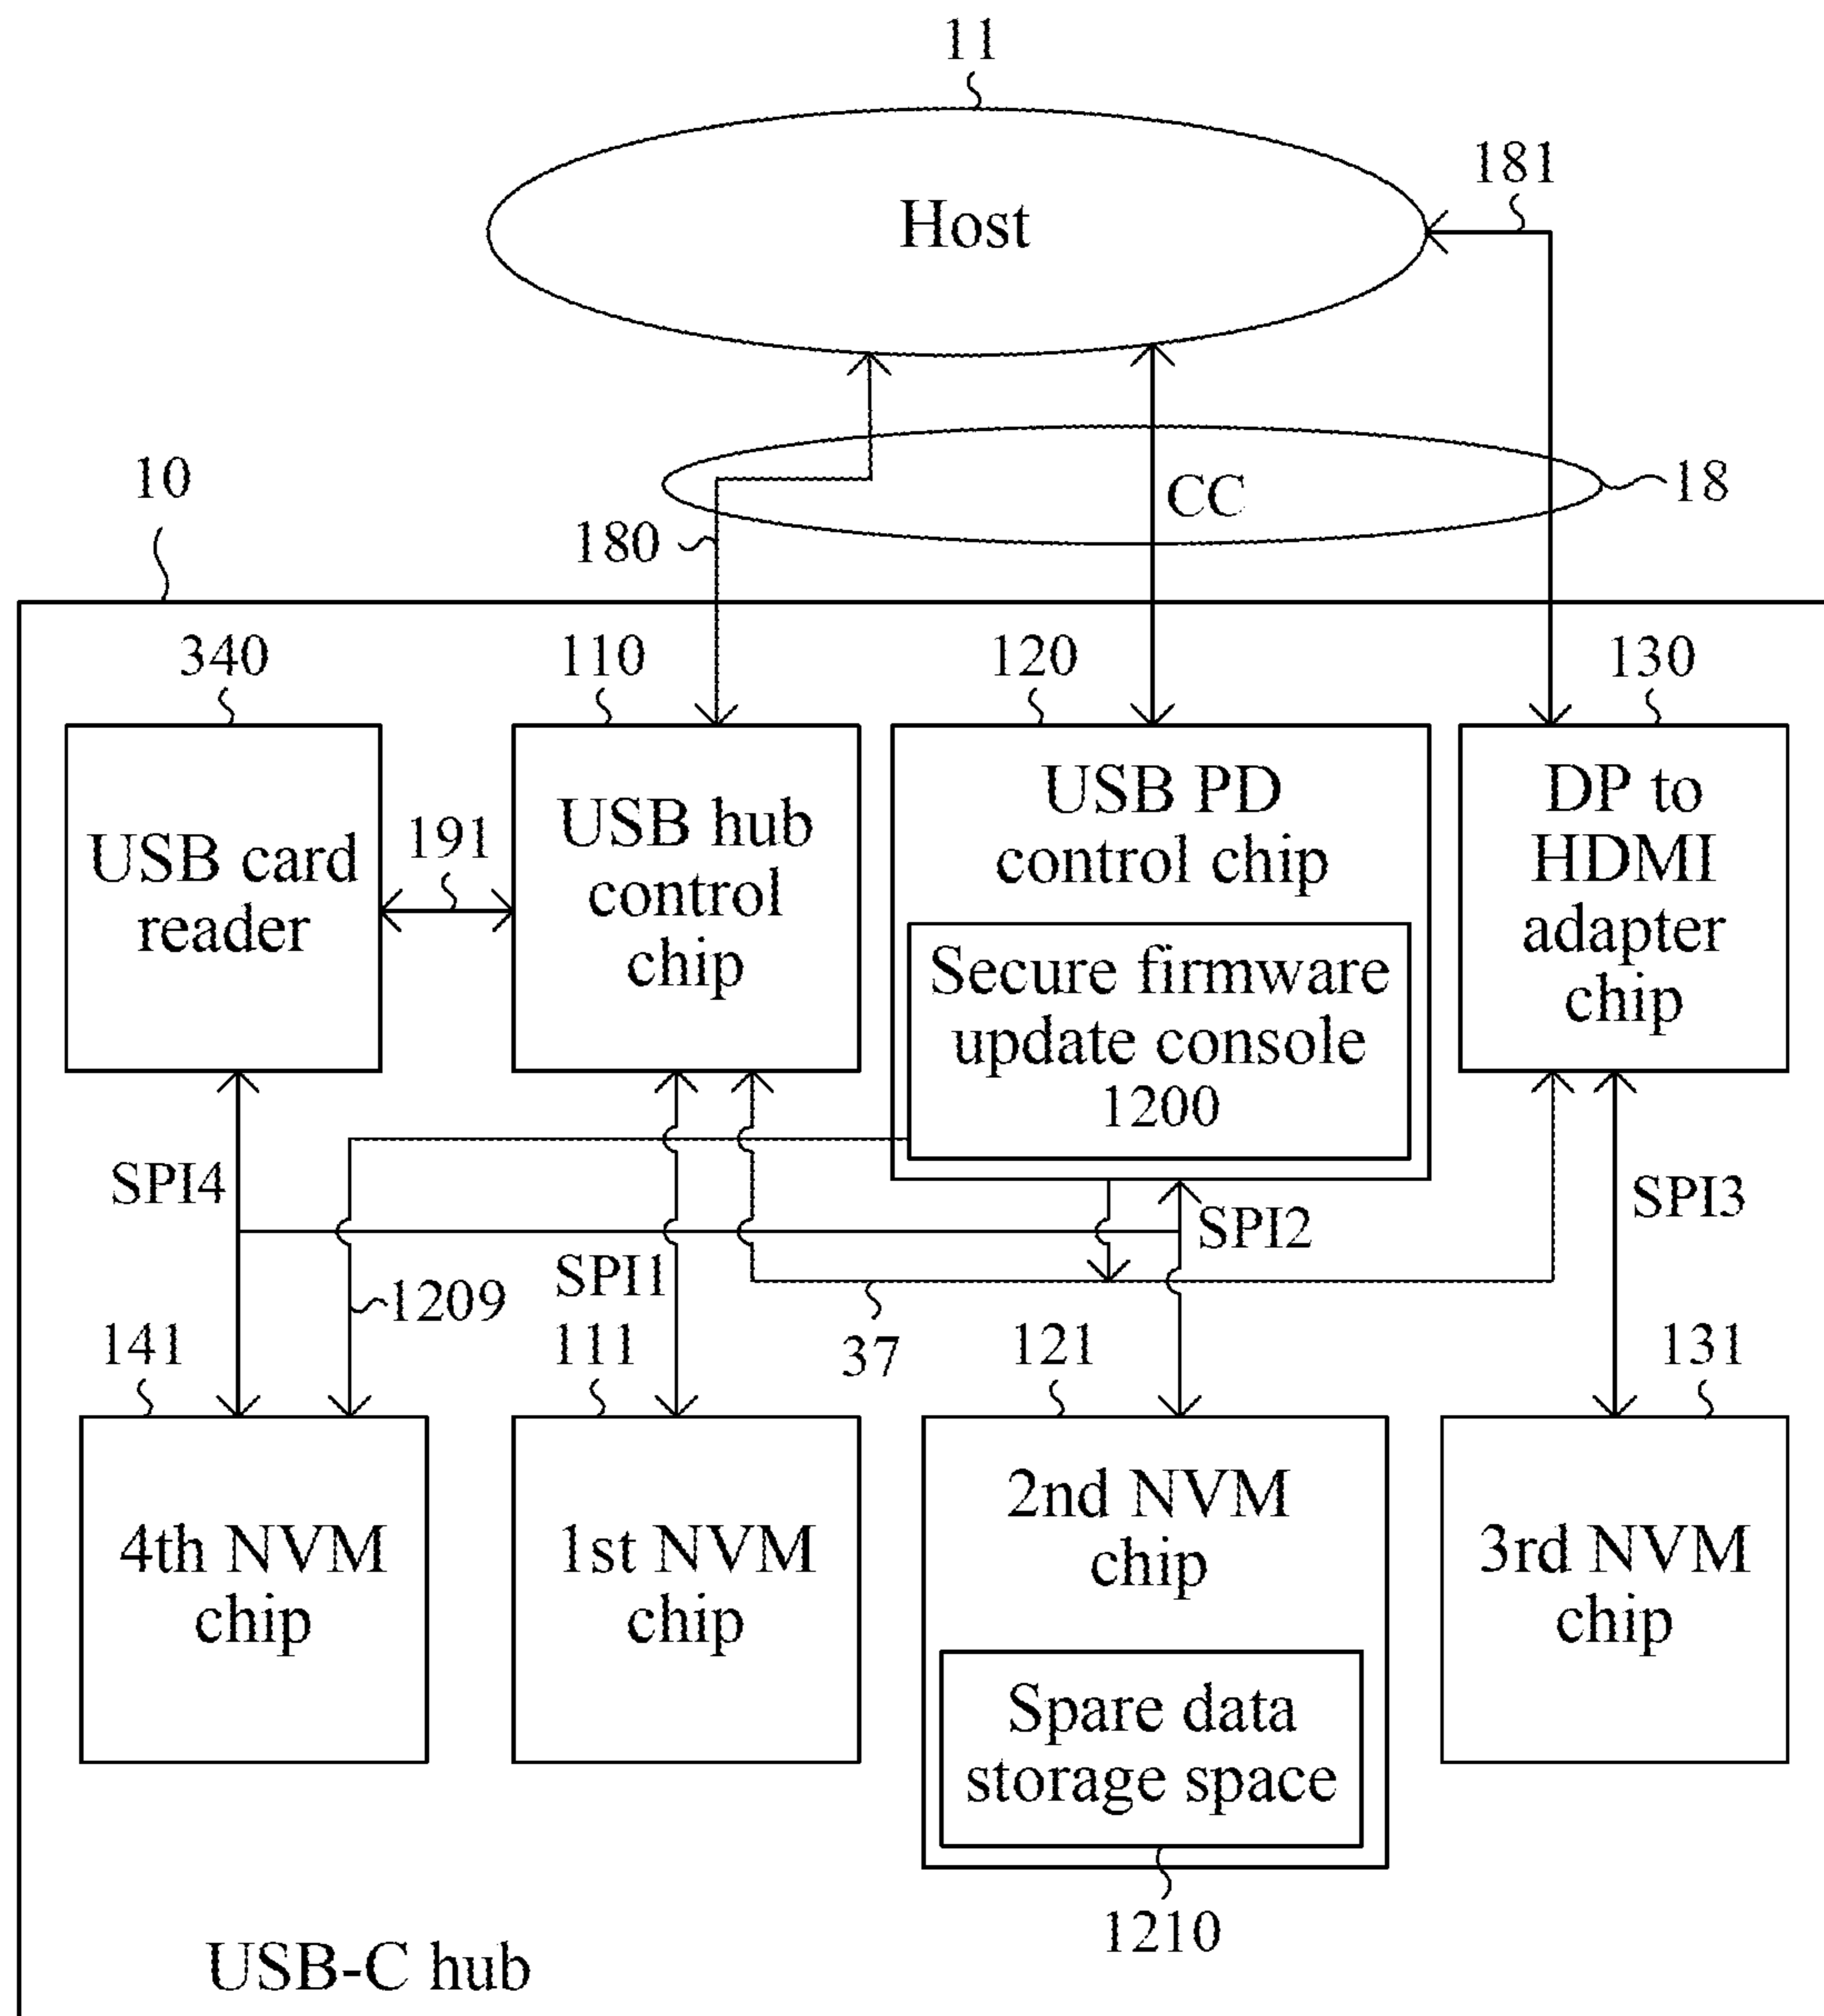 11
Host
181
10
CC
18
180
340
110
120
130
USB card
reader
191
USB hub
control
chip
USB PD
control chip
Secure firmware
update console
1200
DP to
HDMI
adapter
chip
SPI4
SPI1
SPI2
SPI3
1209
37
141
111
121
131
4th NVM
chip
1st NVM
chip
2nd NVM
chip
Spare data
storage space
3rd NVM
chip
1210
USB-C hub